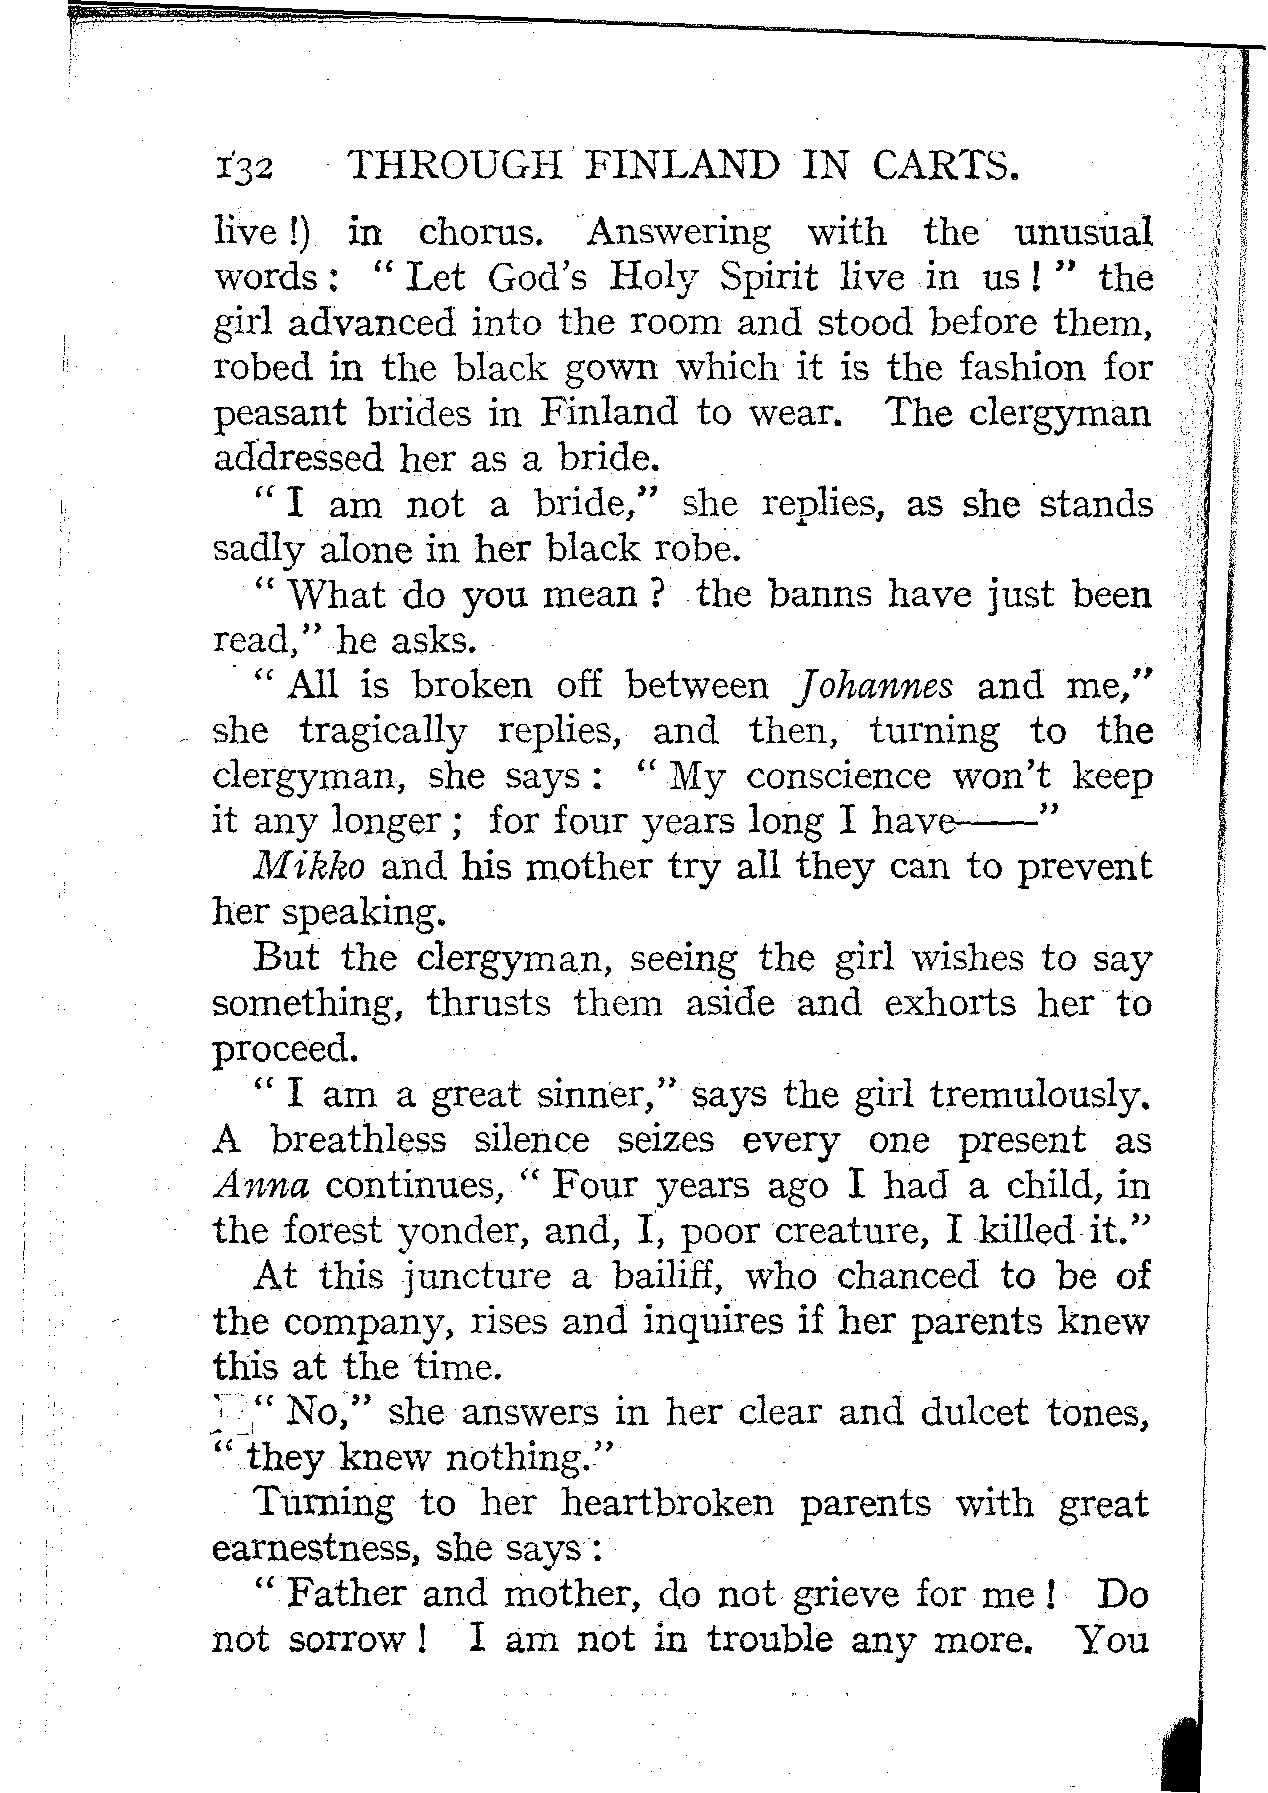 132 THROUGH FINLAND IN CARTS.
live !) in chorus. Answering with the unusual
words : " Let God's Holy Spirit live in us ! " the
girl advanced into the room and stood before them,
robed in the black gown which it is the fashion for
peasant brides in Finland to wear. The clergyman
addressed her as a bride.
" I am not a bride," she replies, as she stands
sadly alone in her black robe.
" What do you mean ? the banns have just been
read," he asks.
" All is broken off between Johannes and me,"
she tragically replies, and then, turning to the
clergyman, she says : " My conscience won't keep
it any longer ; for four years long I have——"
Mikko and his mother try all they can to prevent
her speaking.
But the clergyman, seeing the girl wishes to say
something, thrusts them aside and exhorts her to
proceed.
" I am a great sinner," says the girl tremulously.
A breathless silence seizes every one present as
Anna continues, " Four years ago I had a child, in
the forest yonder, and, I, poor creature, I killed it."
At this juncture a bailiff, who chanced to be of
the company, rises and inquires if her parents knew
this at the time.
" No," she answers in her clear and dulcet tones,
" they knew nothing."
Turning to her heartbroken parents with great
earnestness, she says :
" Father and mother, do not grieve for me ! Do
not sorrow ! I am not in trouble any more. You